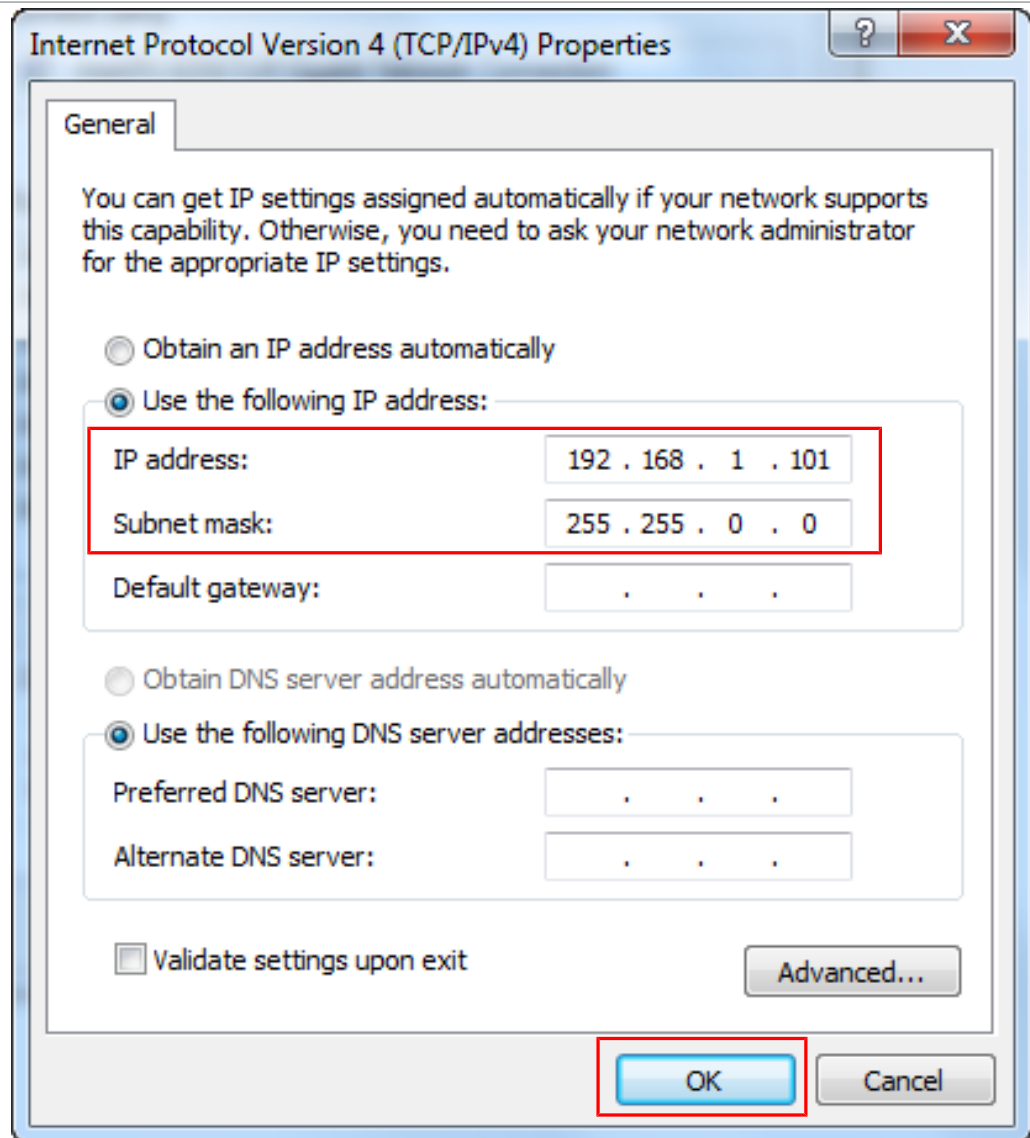 Internet Protocol Version 4 (TCP/IPv4) Properties
?
General
You can get IP settings assigned automatically if your network supports
this capability. Otherwise, you need to ask your network administrator
for the appropriate IP settings.
Obtain an IP address automatically
Use the following IP address:
IP address: 192 . 168 . 1 . 101
Subnet mask: 255 . 255 . 0 . 0
Default gateway: . . .
Obtain DNS server address automatically
Use the following DNS server addresses:
Preferred DNS server: . . .
Alternate DNS server: . . .
Validate settings upon exit
Advanced...
OK Cancel